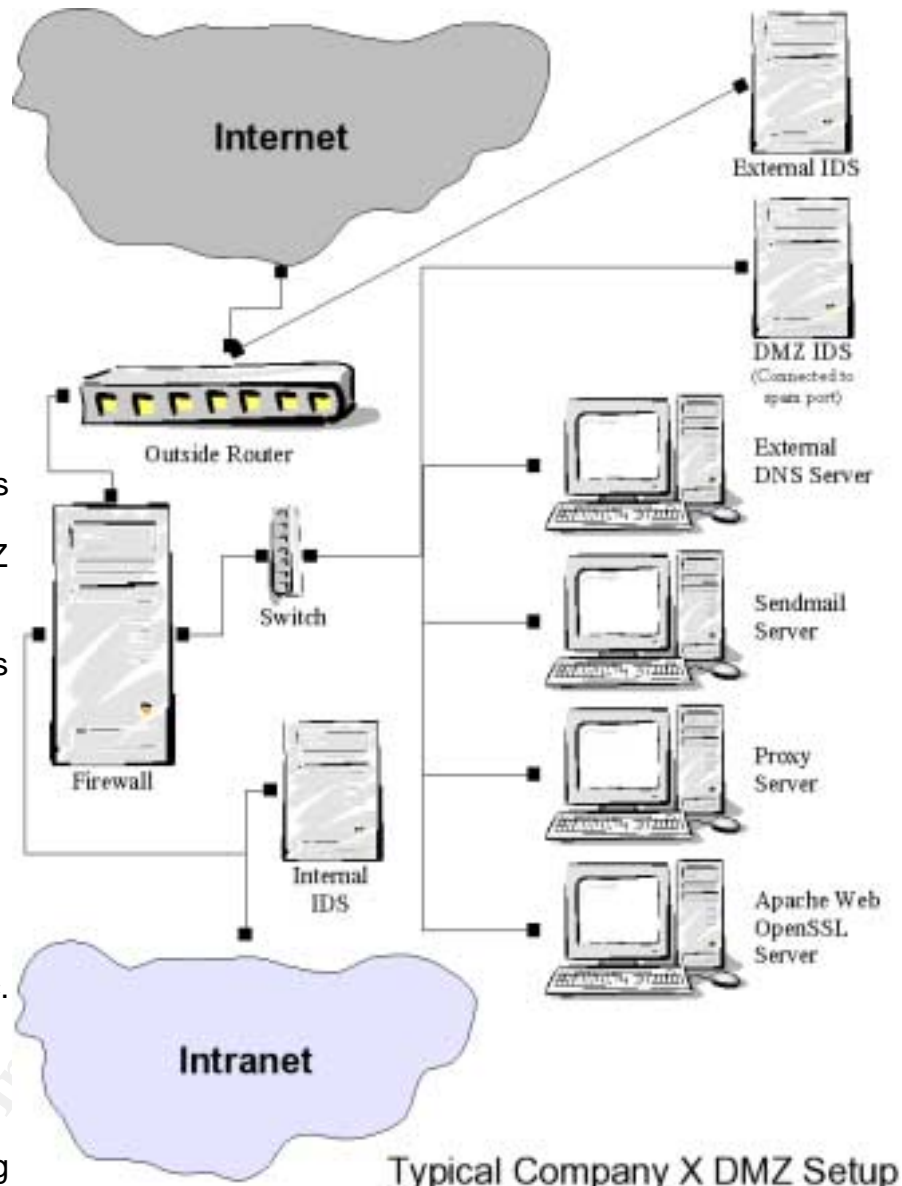 Internet
External IDS
DMZ IDS
(Connected to
spam port)
Outside Router
External
DNS Server
s
Z
Switch
Sendmail
Server
s
Firewall
Proxy
Server
Internal
IDS
Apache Web
OpenSSL
Server
.
Intranet
g
Typical Company X DMZ Setup